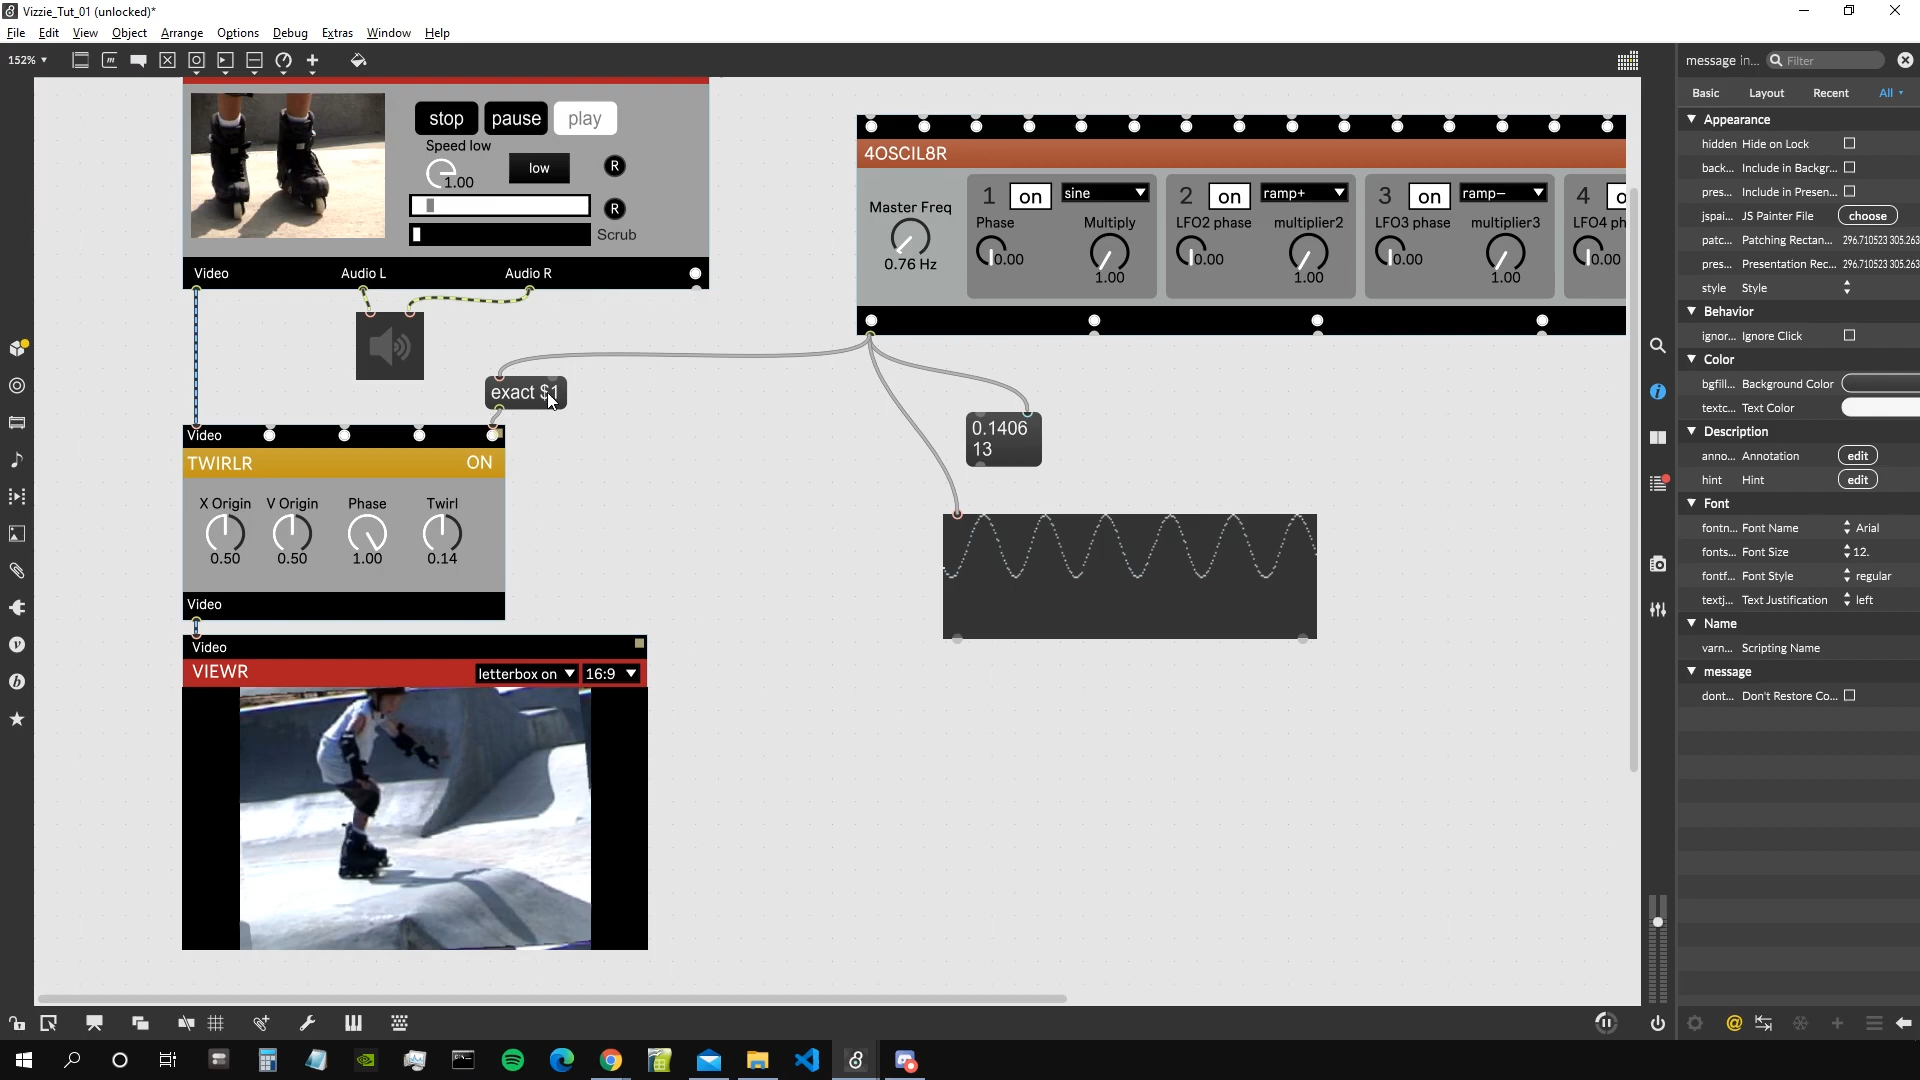 Vizzie_Tut_01 (unlocked)*
File Edit View Object Arrange Options Debug Extras Window Help
152%
m
message in... Filter
Basic Layout Recent All
Appearance
hidden Hide on Lock
back... Include in Backgr...
pres... Include in Presen...
jspai... JS Painter File choose
patc... Patching Rectan... 296.710523 305.263
pres... Presentation Rec... 296.710523 305.263
style Style
Behavior
ignor... Ignore Click
Color
bgfill... Background Color
textc... Text Color
Description
anno... Annotation edit
hint Hint edit
Font
fontn... Font Name Arial
fonts... Font Size 12.
fontf... Font Style regular
textj... Text Justification left
Name
varn... Scripting Name
message
dont... Don't Restore Co...
stop pause play
Speed low
1.00
low
R
R
Scrub
Video Audio L Audio R
4OSCIL8R
Master Freq
0.76 Hz
1 on sine
Phase Multiply
0.00 1.00
2 on ramp+
LFO2 phase multiplier2
0.00 1.00
3 on ramp−
LFO3 phase multiplier3
0.00 1.00
4 o
LFO4 ph
0.00
exact $1
0.1406
13
Video
TWIRLR ON
X Origin V Origin Phase Twirl
0.50 0.50 1.00 0.14
Video
Video
VIEWR letterbox on 16:9